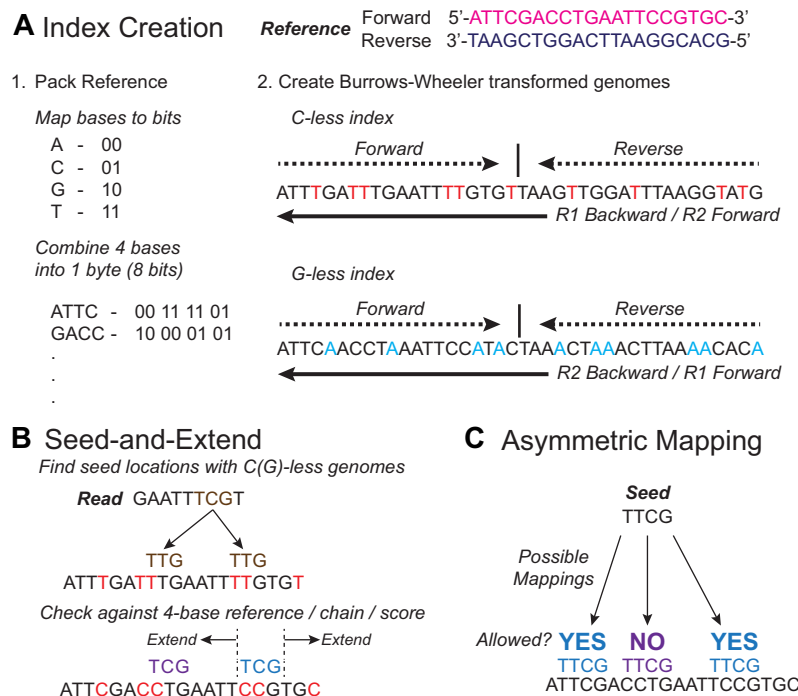 A Index Creation
Reference Forward 5'-ATTCGACCTGAATTCCGTGC-3'
Reverse 3'-TAAGCTGGACTTAAGGCACG-5'
1. Pack Reference
Map bases to bits
A - 00
C - 01
G - 10
T - 11
Combine 4 bases
into 1 byte (8 bits)
ATTC - 00 11 11 01
GACC - 10 00 01 01
.
.
.
2. Create Burrows-Wheeler transformed genomes
C-less index
Forward Reverse
ATTTGATTTGAATTTTGTGTTAAGTTGGATTTAAGGTATG
R1 Backward / R2 Forward
G-less index
Forward Reverse
ATTCAACCTAAATTCCATACTAAACTAAACTTAAAACACA
R2 Backward / R1 Forward
B Seed-and-Extend
Find seed locations with C(G)-less genomes
Read GAATTTCGT
TTG TTG
ATTTGATTTGAATTTTGTGT
Check against 4-base reference / chain / score
Extend Extend
TCG TCG
ATTCGACCTGAATTCCGTGC
C Asymmetric Mapping
Seed
TTCG
Possible
Mappings
Allowed? YES NO YES
TTCG TTCG TTCG
ATTCGACCTGAATTCCGTGC